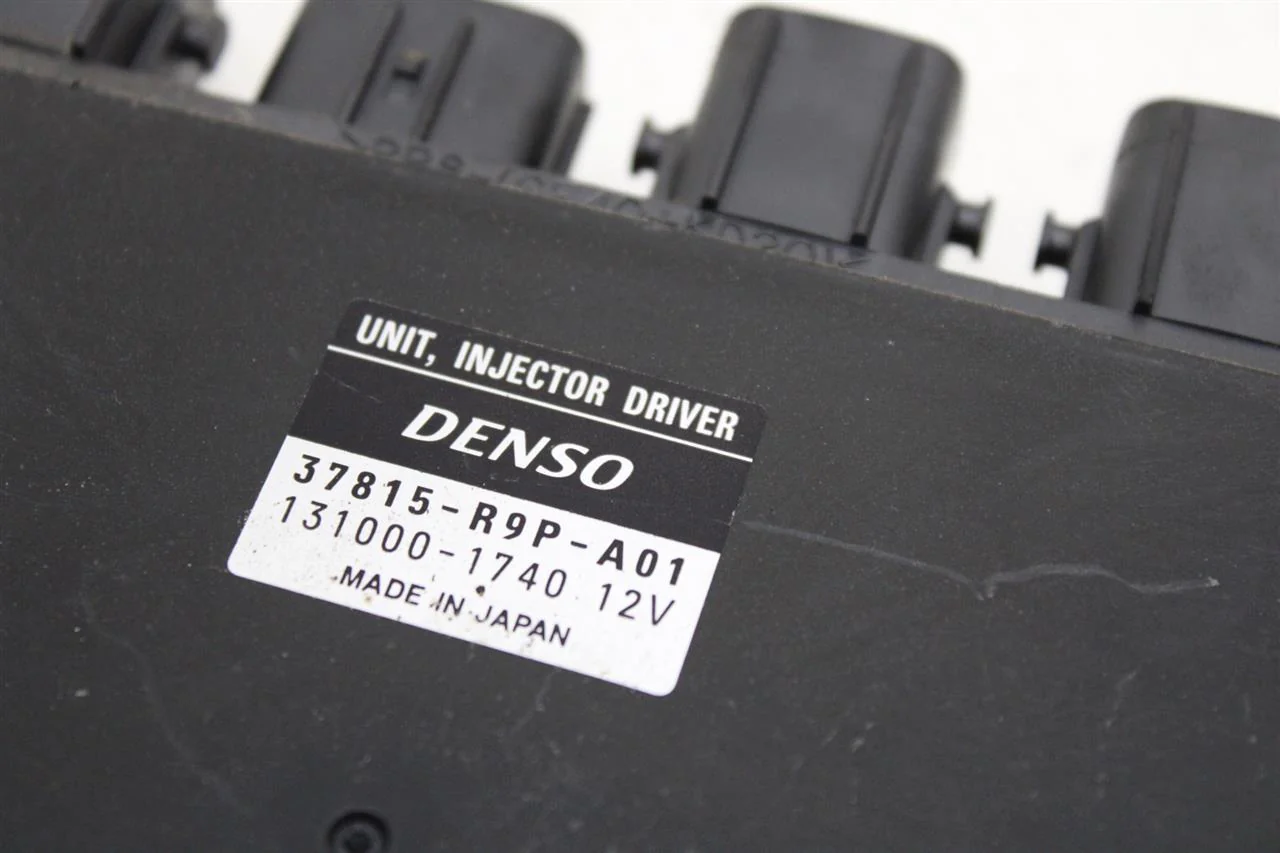 UNIT, INJECTOR DRIVER
DENSO
37815-R9P-A01
131000-1740 12V
MADE IN JAPAN